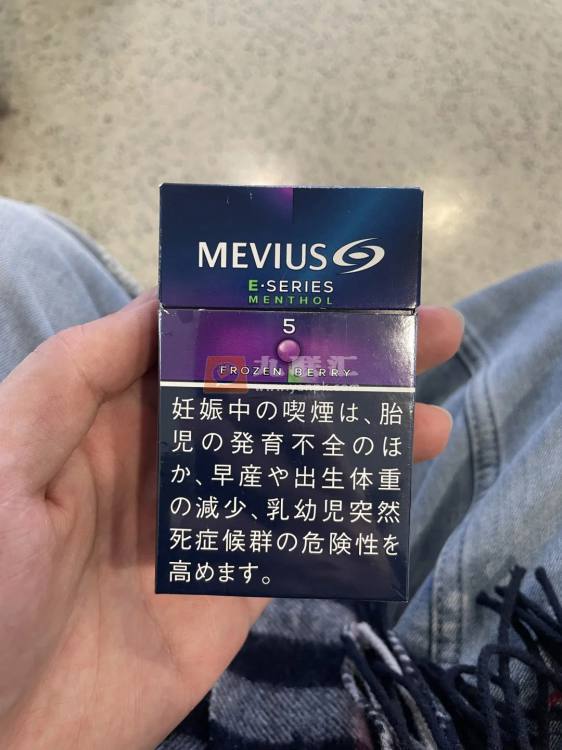 MEVIUS
E·SERIES
MENTHOL
5
FROZEN BERRY
妊娠中の喫煙は、胎
児の発育不全のほ
か、早産や出生体重
の減少、乳幼児突然
死症候群の危険性を
高めます。